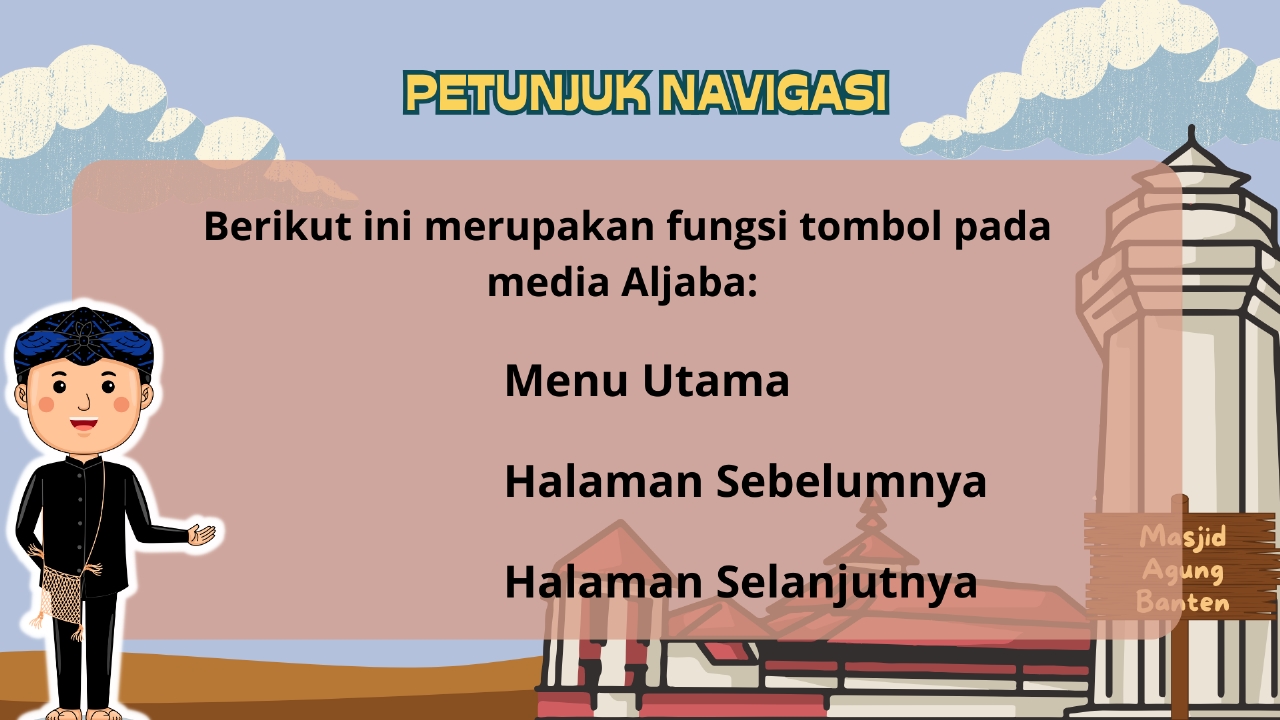 PETUNJUK NAVIGASI
Berikut ini merupakan fungsi tombol pada
media Aljaba:
Menu Utama
Halaman Sebelumnya
Halaman Selanjutnya
Masjid
Agung
Banten